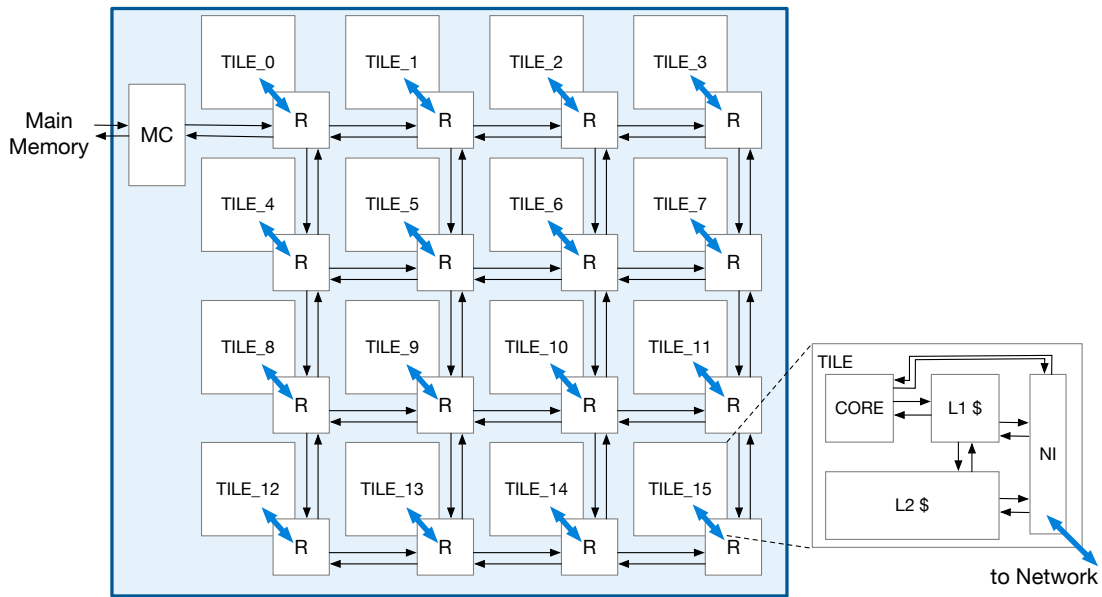 TILE_0
TILE_1
TILE_2
TILE_3
R
R
R
R
Main
Memory
MC
TILE_4
TILE_5
TILE_6
TILE_7
R
R
R
R
TILE_8
TILE_9
TILE_10
TILE_11
R
R
R
R
TILE_12
TILE_13
TILE_14
TILE_15
R
R
R
R
TILE
CORE
L1 $
NI
L2 $
to Network